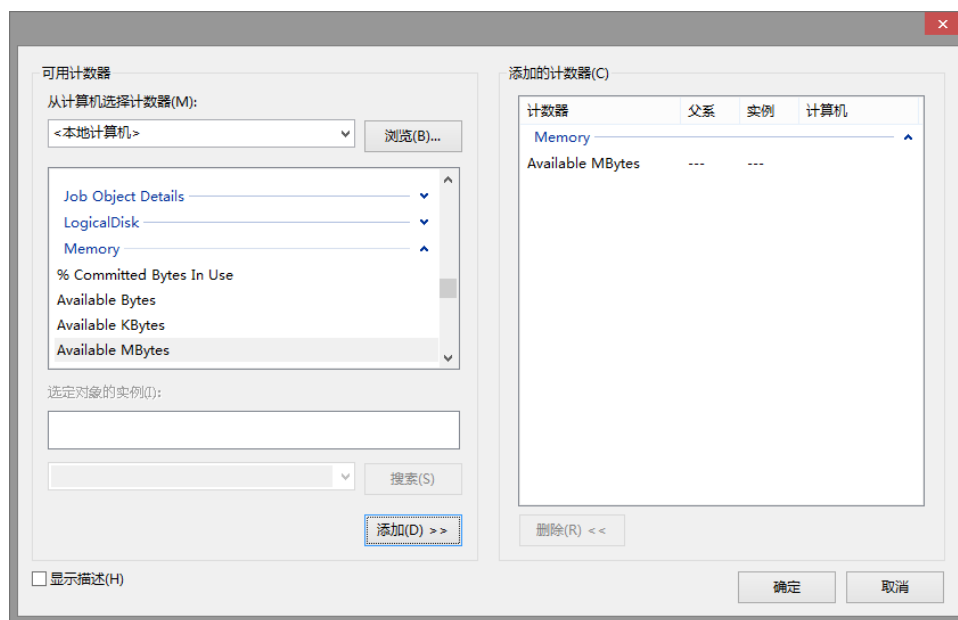 可用计数器
从计算机选择计数器(M):
<本地计算机>
浏览(B)...
Job Object Details
LogicalDisk
Memory
% Committed Bytes In Use
Available Bytes
Available KBytes
Available MBytes
选定对象的实例(I):
搜索(S)
添加(D) >>
显示描述(H)
添加的计数器(C)
计数器 父系 实例 计算机
Memory
Available MBytes --- ---
删除(R) <<
确定 取消